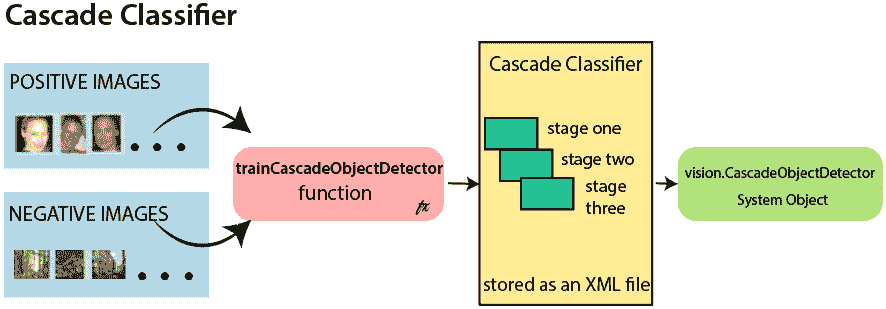 Cascade Classifier
POSITIVE IMAGES
NEGATIVE IMAGES
trainCascadeObjectDetector
function
fx
Cascade Classifier
stage one
stage two
stage
three
stored as an XML file
vision.CascadeObjectDetector
System Object